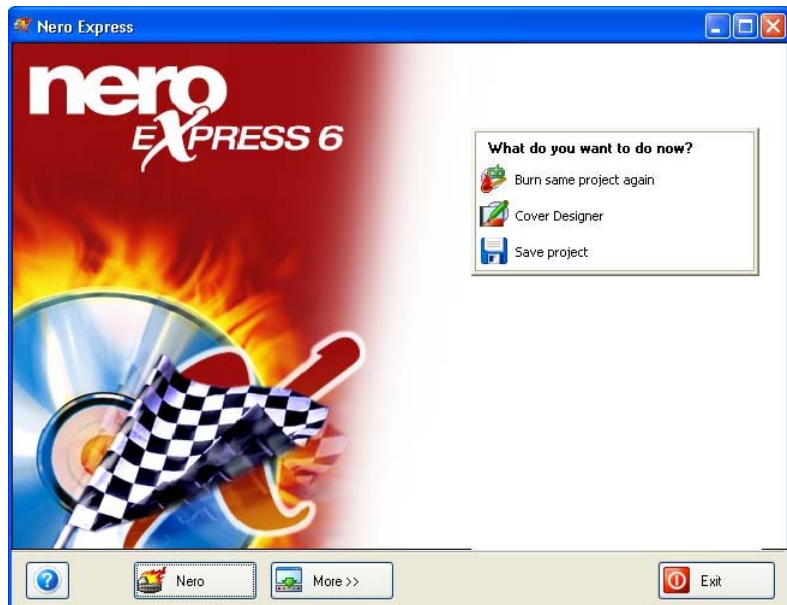 Nero Express
nero
EXPRESS 6
What do you want to do now?
Burn same project again
Cover Designer
Save project
?
Nero
More >>
Exit